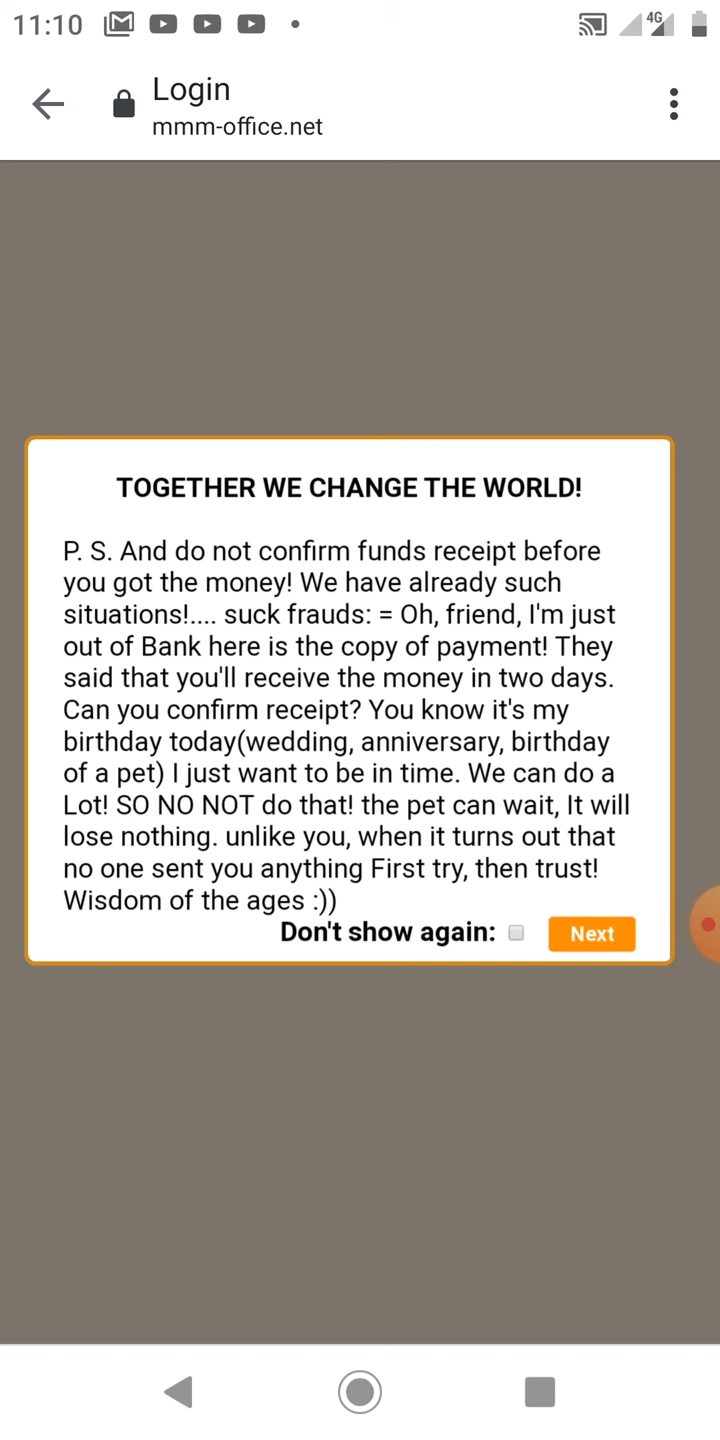 11:10
4G
Login
mmm-office.net
TOGETHER WE CHANGE THE WORLD!
P. S. And do not confirm funds receipt before
you got the money! We have already such
situations!.... suck frauds: = Oh, friend, I'm just
out of Bank here is the copy of payment! They
said that you'll receive the money in two days.
Can you confirm receipt? You know it's my
birthday today(wedding, anniversary, birthday
of a pet) I just want to be in time. We can do a
Lot! SO NO NOT do that! the pet can wait, It will
lose nothing. unlike you, when it turns out that
no one sent you anything First try, then trust!
Wisdom of the ages :))
Don't show again:
Next